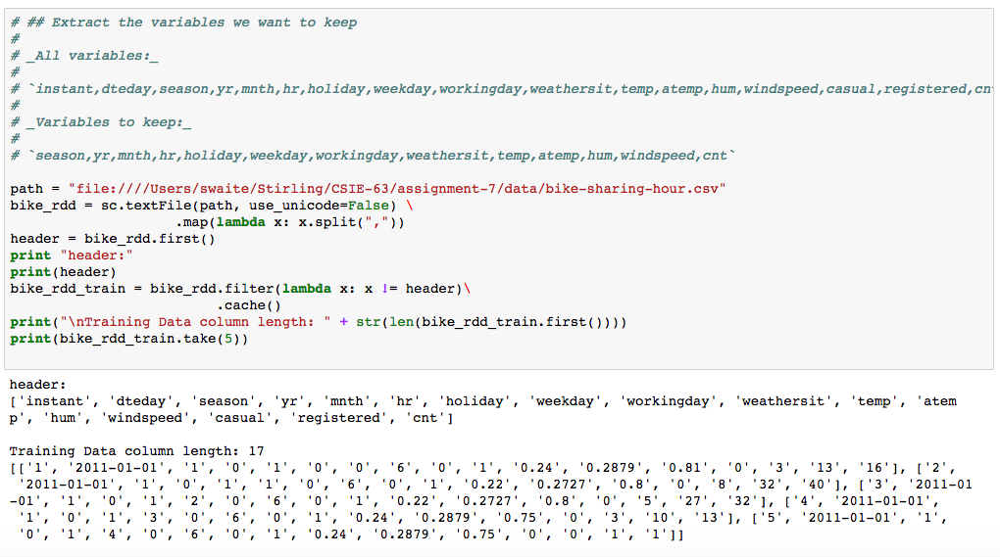 # ## Extract the variables we want to keep
#
# _All variables:_
#
# `instant,dteday,season,yr,mnth,hr,holiday,weekday,workingday,weathersit,temp,atemp,hum,windspeed,casual,registered,cn
#
# _Variables to keep:_
#
# `season,yr,mnth,hr,holiday,weekday,workingday,weathersit,temp,atemp,hum,windspeed,cnt`
path = "file:////Users/swaite/Stirling/CSIE-63/assignment-7/data/bike-sharing-hour.csv"
bike_rdd = sc.textFile(path, use_unicode=False) \
.map(lambda x: x.split(","))
header = bike_rdd.first()
print "header:"
print(header)
bike_rdd_train = bike_rdd.filter(lambda x: x != header)\
.cache()
print("\nTraining Data column length: " + str(len(bike_rdd_train.first())))
print(bike_rdd_train.take(5))
header:
['instant', 'dteday', 'season', 'yr', 'mnth', 'hr', 'holiday', 'weekday', 'workingday', 'weathersit', 'temp', 'atem
p', 'hum', 'windspeed', 'casual', 'registered', 'cnt']
Training Data column length: 17
[['1', '2011-01-01', '1', '0', '1', '0', '0', '6', '0', '1', '0.24', '0.2879', '0.81', '0', '3', '13', '16'], ['2',
'2011-01-01', '1', '0', '1', '1', '0', '6', '0', '1', '0.22', '0.2727', '0.8', '0', '8', '32', '40'], ['3', '2011-01
-01', '1', '0', '1', '2', '0', '6', '0', '1', '0.22', '0.2727', '0.8', '0', '5', '27', '32'], ['4', '2011-01-01',
'1', '0', '1', '3', '0', '6', '0', '1', '0.24', '0.2879', '0.75', '0', '3', '10', '13'], ['5', '2011-01-01', '1',
'0', '1', '4', '0', '6', '0', '1', '0.24', '0.2879', '0.75', '0', '0', '1', '1']]